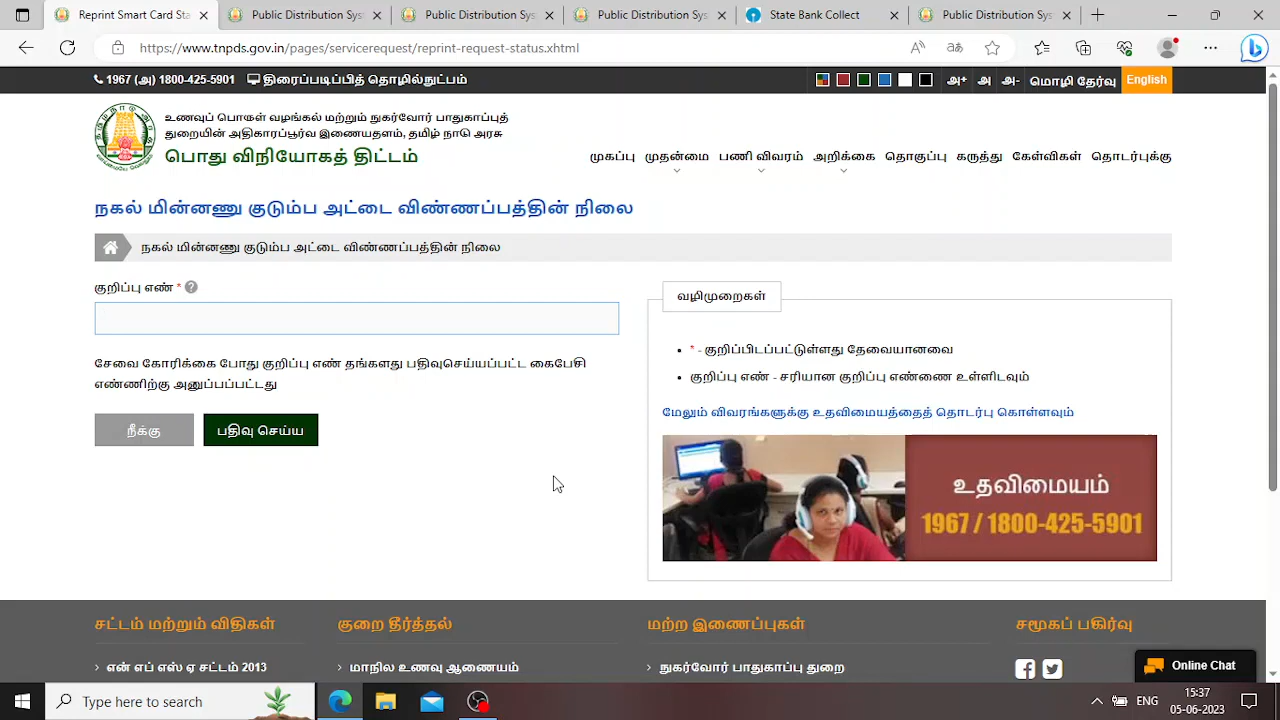 Reprint Smart Card Sta
Public Distribution Sys
Public Distribution Sys
Public Distribution Sys
State Bank Collect
Public Distribution Sys
https://www.tnpds.gov.in/pages/servicerequest/reprint-request-status.xhtml
1967 (அ) 1800-425-5901 திரைப்படிப்பித் தொழில்நுட்பம்
அ+ அ அ- மொழி தேர்வு English
உணவுப் பொருள் வழங்கல் மற்றும் நுகர்வோர் பாதுகாப்புத்
துறையின் அதிகாரப்பூர்வ இணையதளம், தமிழ் நாடு அரசு
பொது விநியோகத் திட்டம்
முகப்பு முதன்மை பணி விவரம் அறிக்கை தொகுப்பு கருத்து கேள்விகள் தொடர்புக்கு
நகல் மின்னணு குடும்ப அட்டை விண்ணப்பத்தின் நிலை
நகல் மின்னணு குடும்ப அட்டை விண்ணப்பத்தின் நிலை
குறிப்பு எண் * ?
சேவை கோரிக்கை போது குறிப்பு எண் தங்களது பதிவுசெய்யப்பட்ட கைபேசி
எண்ணிற்கு அனுப்பப்பட்டது
நீக்கு பதிவு செய்ய
வழிமுறைகள்
* - குறிப்பிடப்பட்டுள்ளது தேவையானவை
குறிப்பு எண் - சரியான குறிப்பு எண்ணை உள்ளிடவும்
மேலும் விவரங்களுக்கு உதவிமையத்தைத் தொடர்பு கொள்ளவும்
உதவிமையம்
1967 / 1800-425-5901
சட்டம் மற்றும் விதிகள் குறை தீர்த்தல் மற்ற இணைப்புகள் சமூகப் பகிர்வு
என் எப் எஸ் ஏ சட்டம் 2013 மாநில உணவு ஆணையம் நுகர்வோர் பாதுகாப்பு துறை
Online Chat
Type here to search
ENG
15:37
05-06-2023